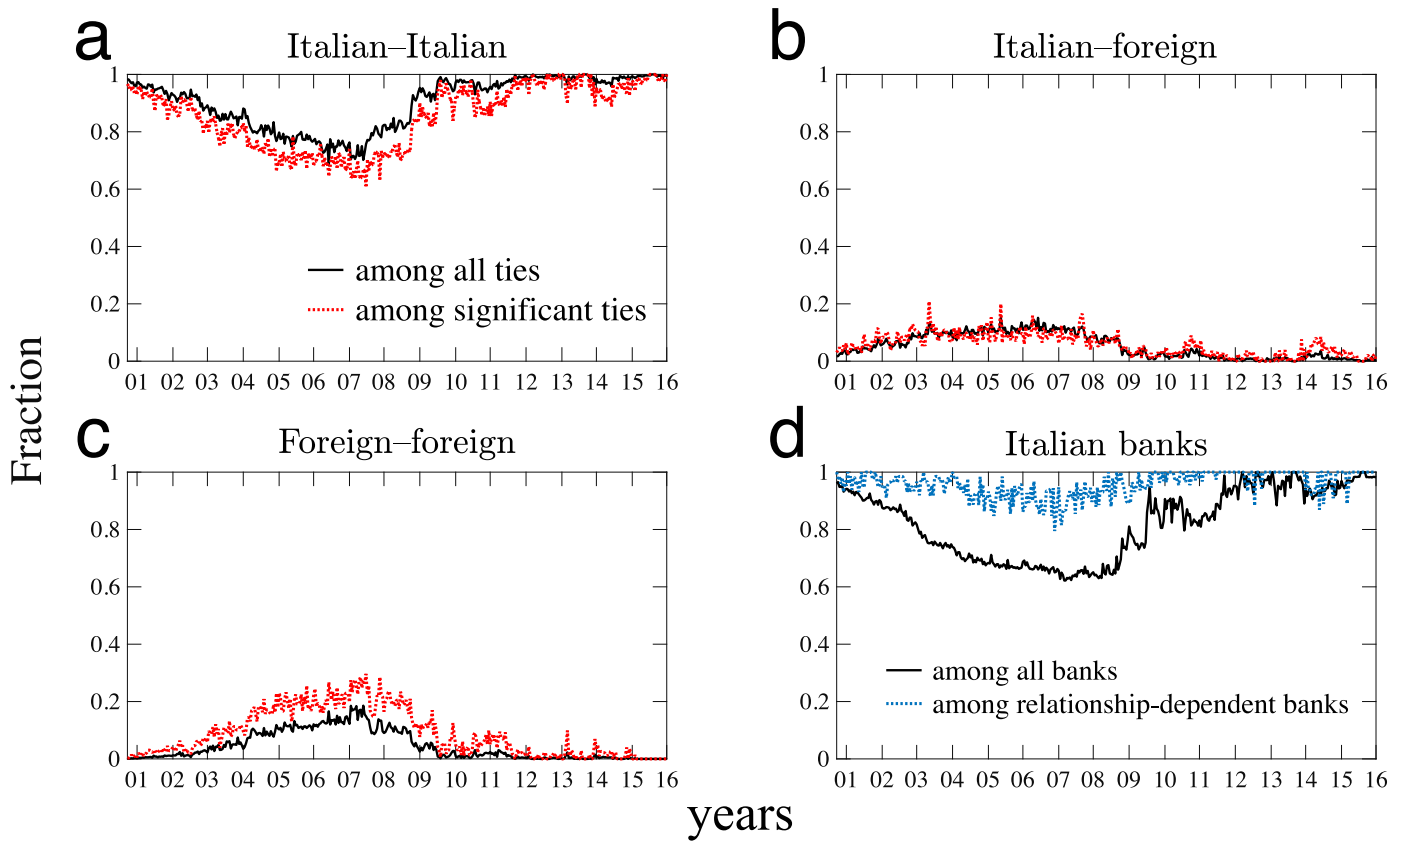 a
Italian–Italian
1
0.8
0.6
0.4
0.2
0
among all ties
among significant ties
01 02 03 04 05 06 07 09 10 11 12 13 14 15 16
b
Italian–foreign
1
0.8
0.6
0.4
0.2
0
01 02 03 04 05 06 07 09 10 11 12 13 14 15 16
Fraction
c
Foreign–foreign
1
0.8
0.6
0.4
0.2
0
01 02 03 04 05 06 07 09 10 11 12 13 14 15 16
d
Italian banks
1
0.8
0.6
0.4
0.2
0
among all banks
among relationship-dependent banks
01 02 03 04 05 06 07 09 10 11 12 13 14 15 16
years